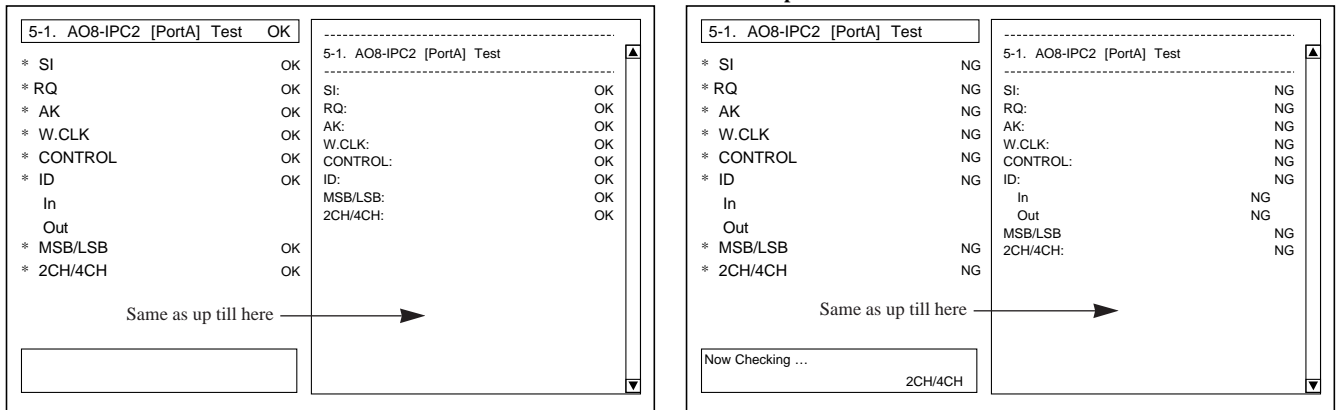 5-1. AO8-IPC2 [PortA] Test OK
* SI OK
* RQ OK
* AK OK
* W.CLK OK
* CONTROL OK
* ID OK
In
Out
* MSB/LSB OK
* 2CH/4CH OK
Same as up till here
5-1. AO8-IPC2 [PortA] Test
SI: OK
RQ: OK
AK: OK
W.CLK: OK
CONTROL: OK
ID: OK
MSB/LSB: OK
2CH/4CH: OK
5-1. AO8-IPC2 [PortA] Test
* SI NG
* RQ NG
* AK NG
* W.CLK NG
* CONTROL NG
* ID NG
In
Out
* MSB/LSB NG
* 2CH/4CH NG
Same as up till here
Now Checking …
2CH/4CH
5-1. AO8-IPC2 [PortA] Test
SI: NG
RQ: NG
AK: NG
W.CLK: NG
CONTROL: NG
ID: NG
In NG
Out NG
MSB/LSB NG
2CH/4CH: NG